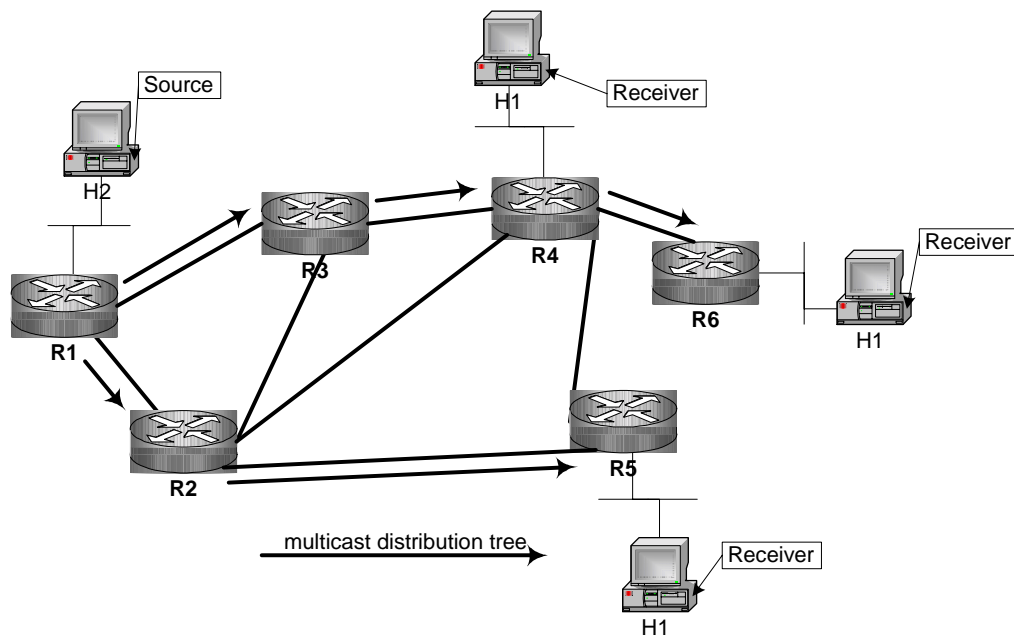 H1
Receiver
Source
H2
R3
R4
Receiver
R6
H1
R1
R2
R5
multicast distribution tree
Receiver
H1